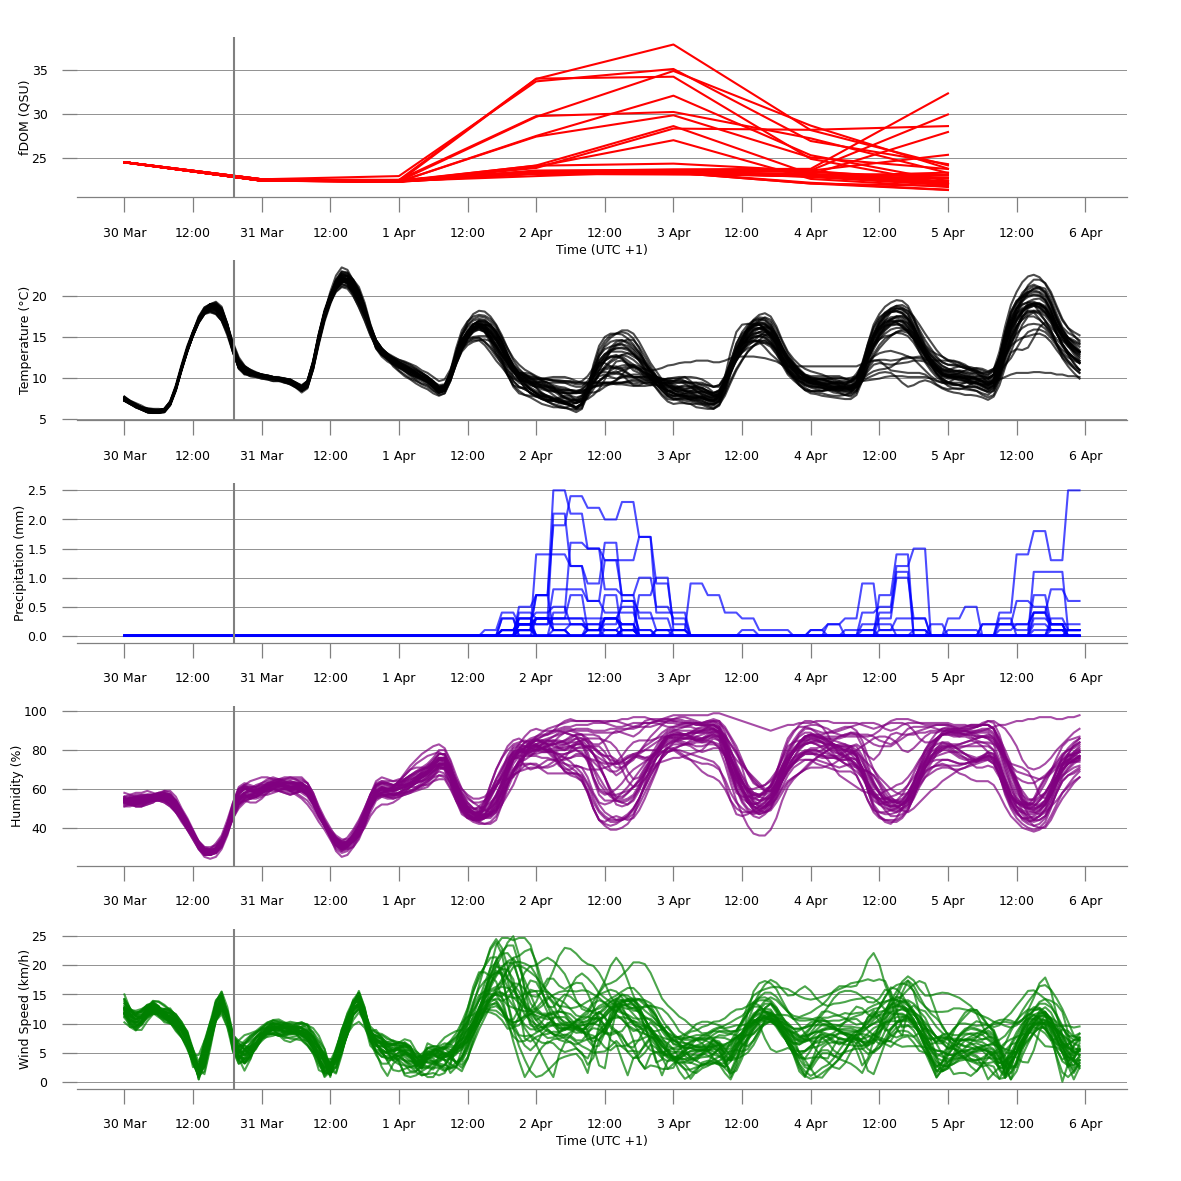 fDOM (QSU)
35
30
25
30 Mar 12:00 31 Mar 12:00 1 Apr 12:00 2 Apr 12:00 3 Apr 12:00 4 Apr 12:00 5 Apr 12:00 6 Apr
Time (UTC +1)
Temperature (°C)
20
15
10
5
30 Mar 12:00 31 Mar 12:00 1 Apr 12:00 2 Apr 12:00 3 Apr 12:00 4 Apr 12:00 5 Apr 12:00 6 Apr
Precipitation (mm)
2.5
2.0
1.5
1.0
0.5
0.0
30 Mar 12:00 31 Mar 12:00 1 Apr 12:00 2 Apr 12:00 3 Apr 12:00 4 Apr 12:00 5 Apr 12:00 6 Apr
Humidity (%)
100
80
60
40
30 Mar 12:00 31 Mar 12:00 1 Apr 12:00 2 Apr 12:00 3 Apr 12:00 4 Apr 12:00 5 Apr 12:00 6 Apr
Wind Speed (km/h)
25
20
15
10
5
0
30 Mar 12:00 31 Mar 12:00 1 Apr 12:00 2 Apr 12:00 3 Apr 12:00 4 Apr 12:00 5 Apr 12:00 6 Apr
Time (UTC +1)